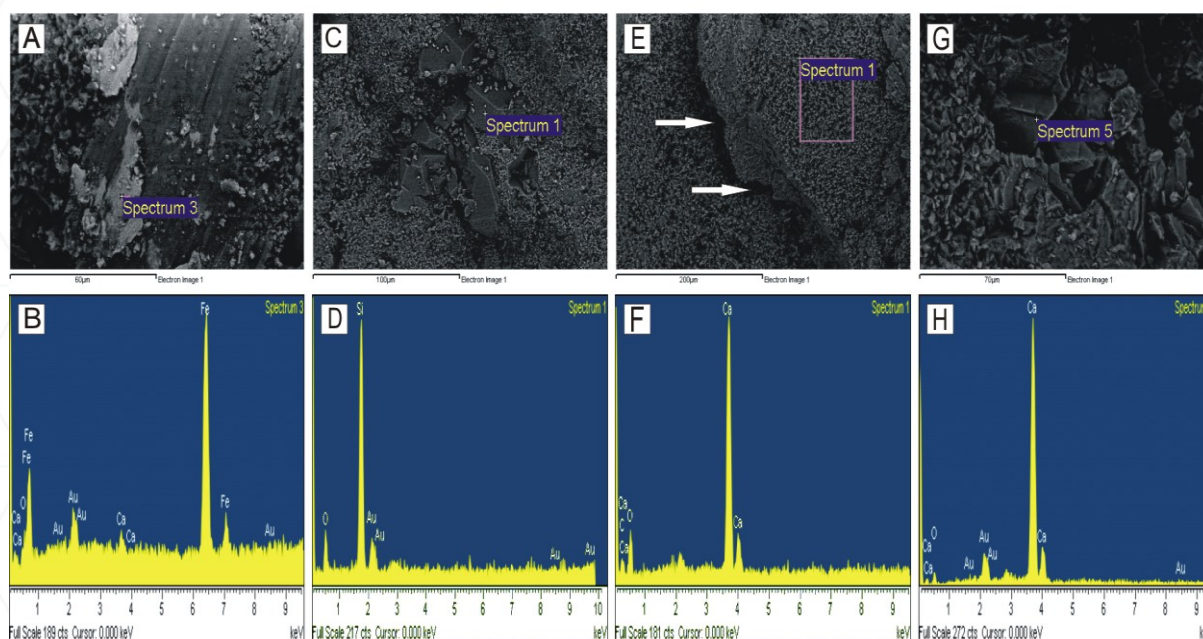 A
Spectrum 3
60µm Electron Image 1
C
Spectrum 1
100µm Electron Image 1
E
Spectrum 1
200µm Electron Image 1
G
Spectrum 5
70µm Electron Image 1
B
Spectrum 3
Fe
Fe
Fe
O
Ca
Ca
Au
Au
Au
Ca
Ca
Fe
Au
1 2 3 4 5 6 7 8 9
Full Scale 189 cts Cursor: 0.000 keV keV
D
Spectrum 1
Si
O
Au
Au
Au
Au
1 2 3 4 5 6 7 8 9 10
Full Scale 217 cts Cursor: 0.000 keV keV
F
Spectrum 1
Ca
Ca
C
O
Ca
Ca
1 2 3 4 5 6 7 8 9
Full Scale 181 cts Cursor: 0.000 keV keV
H
Ca
O
Ca
Ca
Au
Au
Au
Ca
Au
1 2 3 4 5 6 7 8 9
Full Scale 272 cts Cursor: 0.000 keV keV